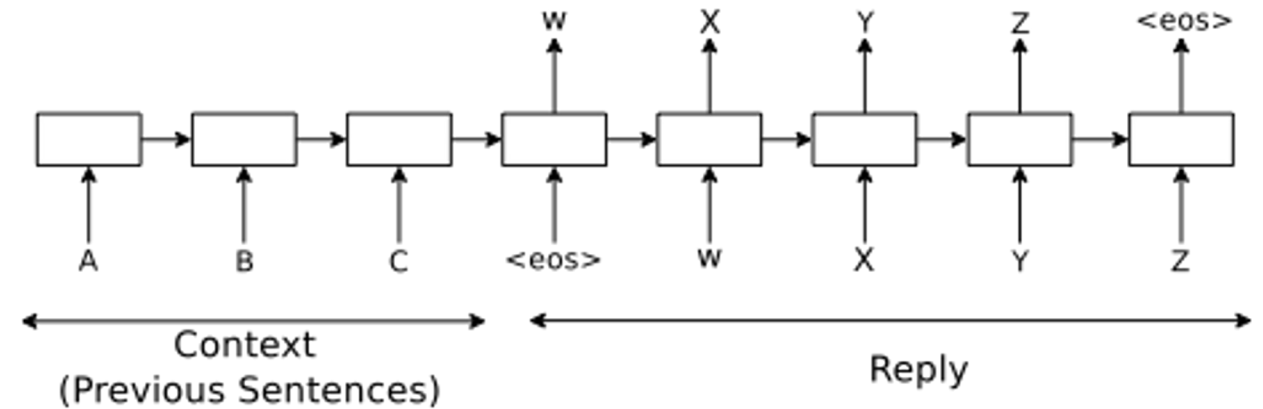 W X Y Z <eos>
A B C <eos> W X Y Z
Context
(Previous Sentences)
Reply